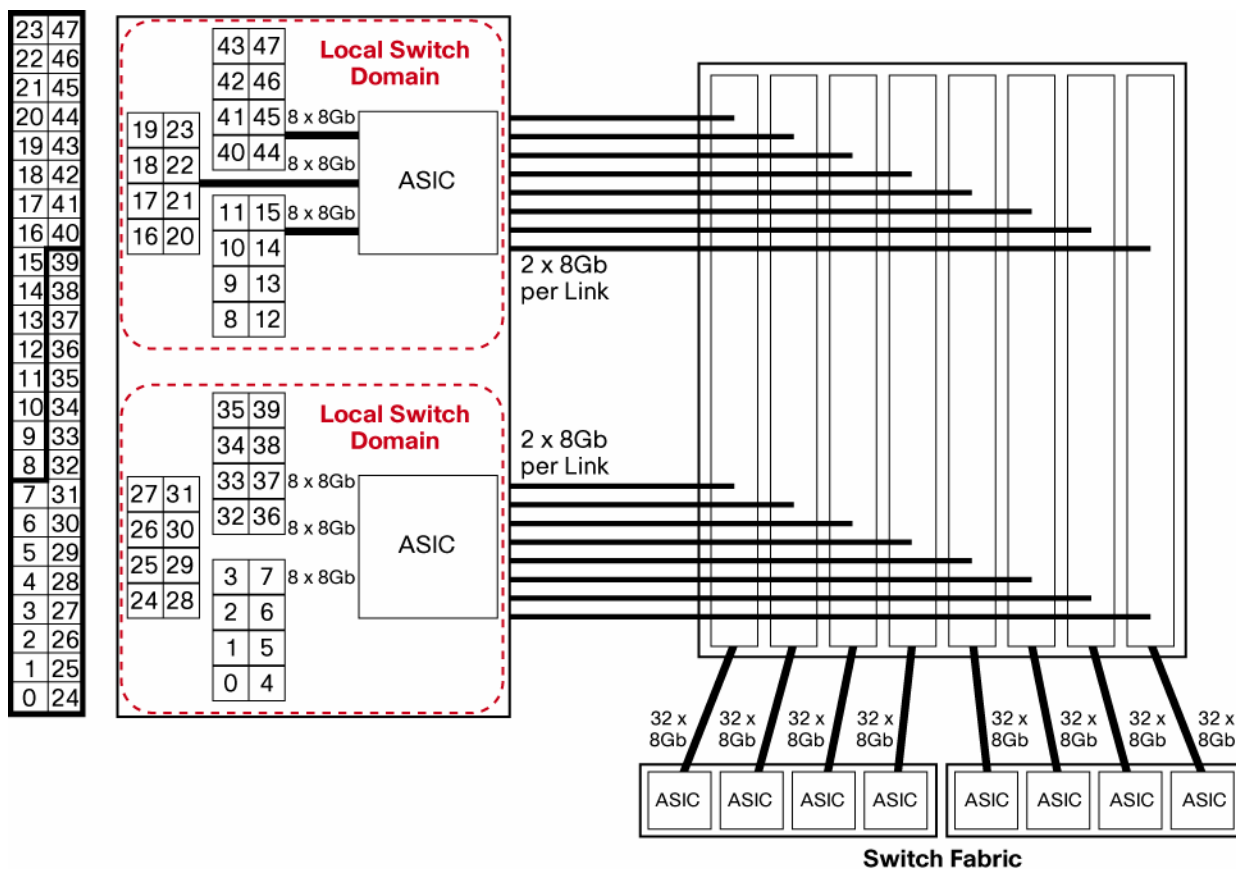 23 47
22 46
21 45
20 44
19 43
18 42
17 41
16 40
15 39
14 38
13 37
12 36
11 35
10 34
9 33
8 32
7 31
6 30
5 29
4 28
3 27
2 26
1 25
0 24
Local Switch
Domain
43 47
42 46
41 45
40 44
19 23
18 22
17 21
16 20
11 15
10 14
9 13
8 12
8 x 8Gb
8 x 8Gb
8 x 8Gb
ASIC
2 x 8Gb
per Link
Local Switch
Domain
35 39
34 38
33 37
32 36
27 31
26 30
25 29
24 28
3 7
2 6
1 5
0 4
8 x 8Gb
8 x 8Gb
8 x 8Gb
ASIC
2 x 8Gb
per Link
32 x
8Gb
32 x
8Gb
32 x
8Gb
32 x
8Gb
32 x
8Gb
32 x
8Gb
32 x
8Gb
32 x
8Gb
ASIC
ASIC
ASIC
ASIC
ASIC
ASIC
ASIC
ASIC
Switch Fabric